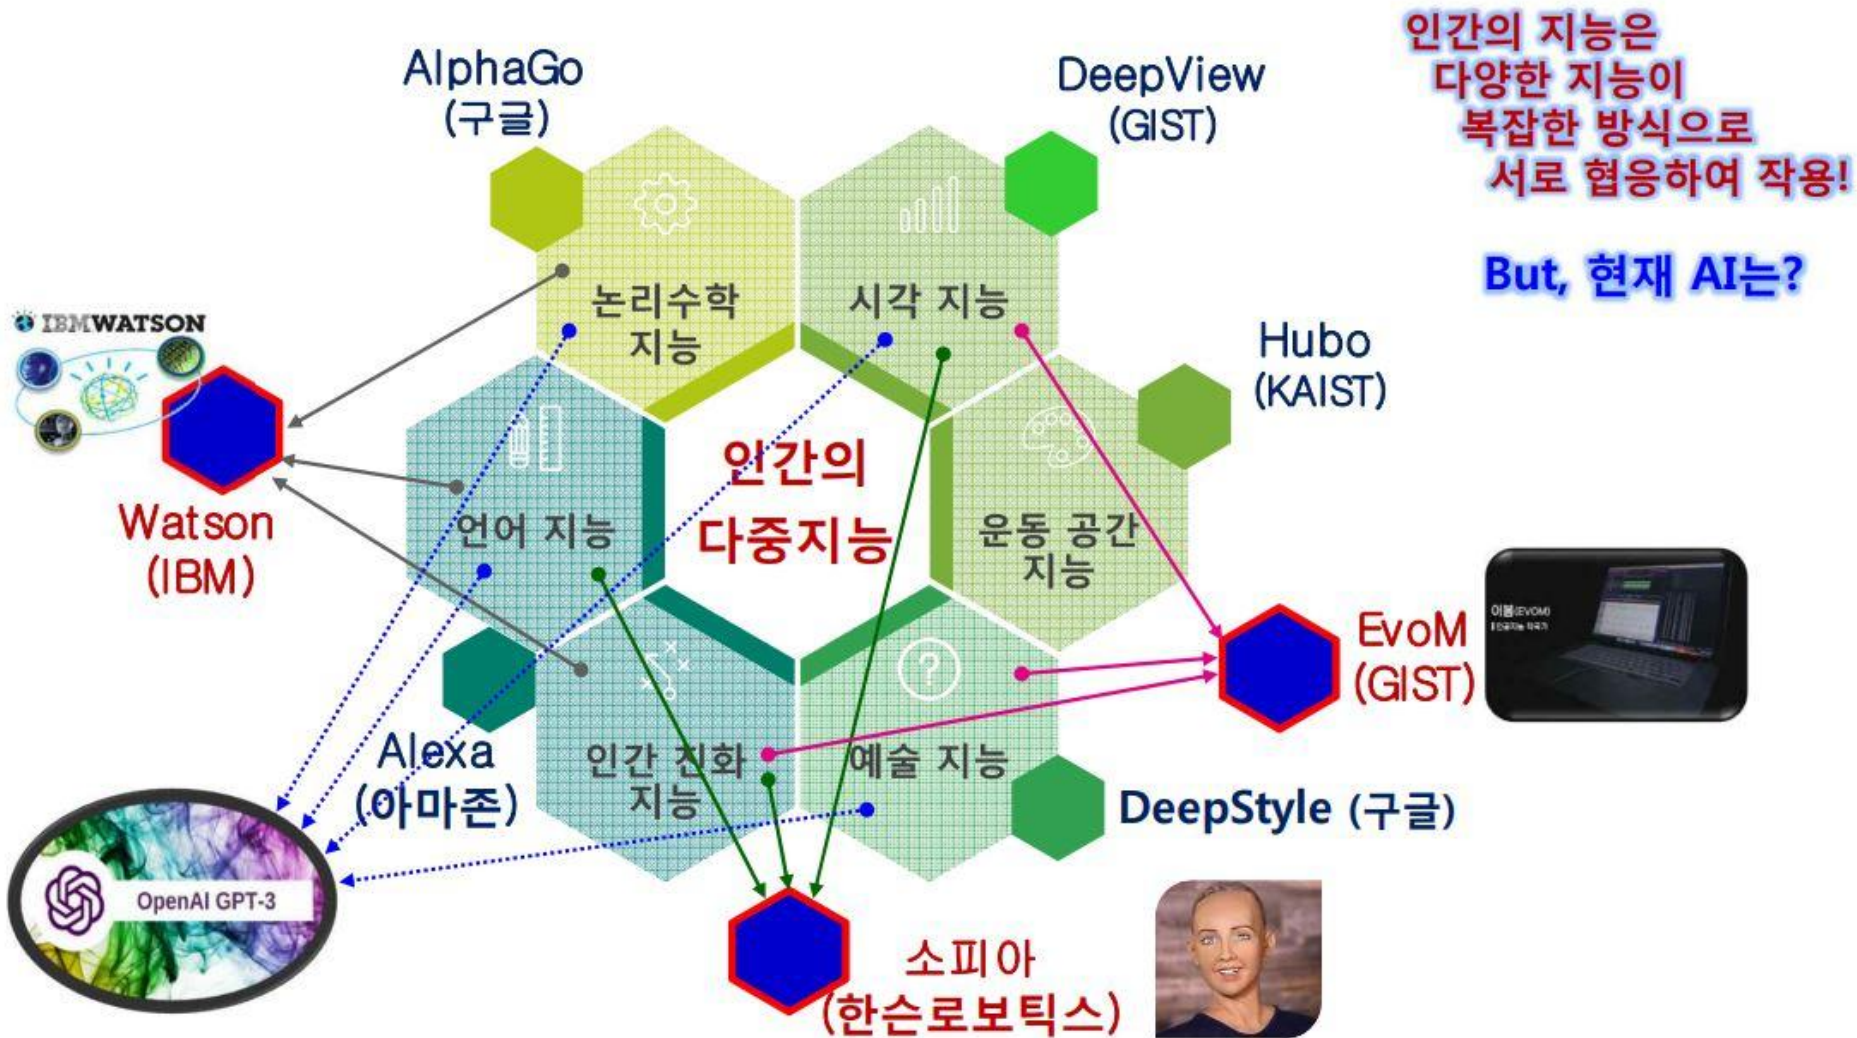 인간의 지능은
다양한 지능이
복잡한 방식으로
서로 협응하여 작용!
But, 현재 AI는?
AlphaGo
(구글)
DeepView
(GIST)
논리수학
지능
시각 지능
Hubo
(KAIST)
IBMWATSON
Watson
(IBM)
언어 지능
인간의
다중지능
운동 공간
지능
이봄(EVOM)
EvoM
(GIST)
Alexa
(아마존)
인간 친화
지능
예술 지능
DeepStyle (구글)
OpenAI GPT-3
소피아
(한슨로보틱스)